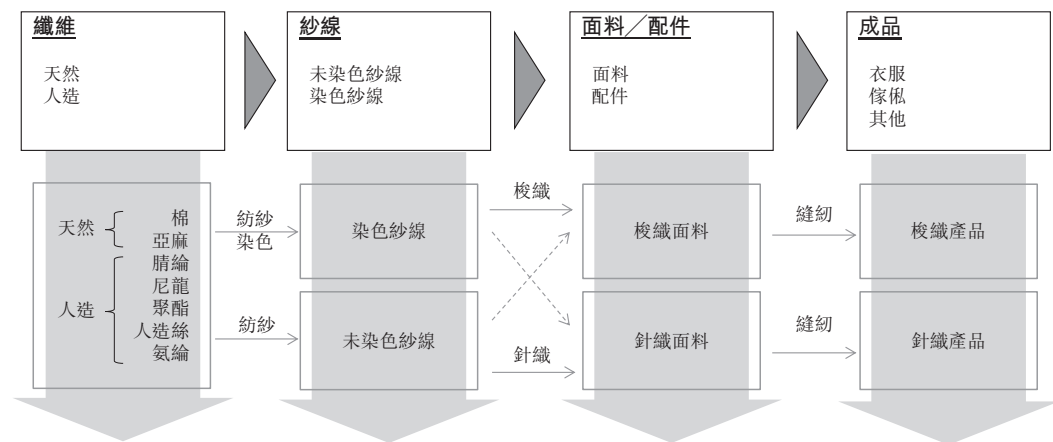 纖維
天然
人造
紗線
未染色紗線
染色紗線
面料／配件
面料
配件
成品
衣服
傢俬
其他
天然
棉
亞麻
人造
腈綸
尼龍
聚酯
人造絲
氨綸
紡紗
染色
紡紗
染色紗線
未染色紗線
梭織
針織
梭織面料
針織面料
縫紉
縫紉
梭織產品
針織產品